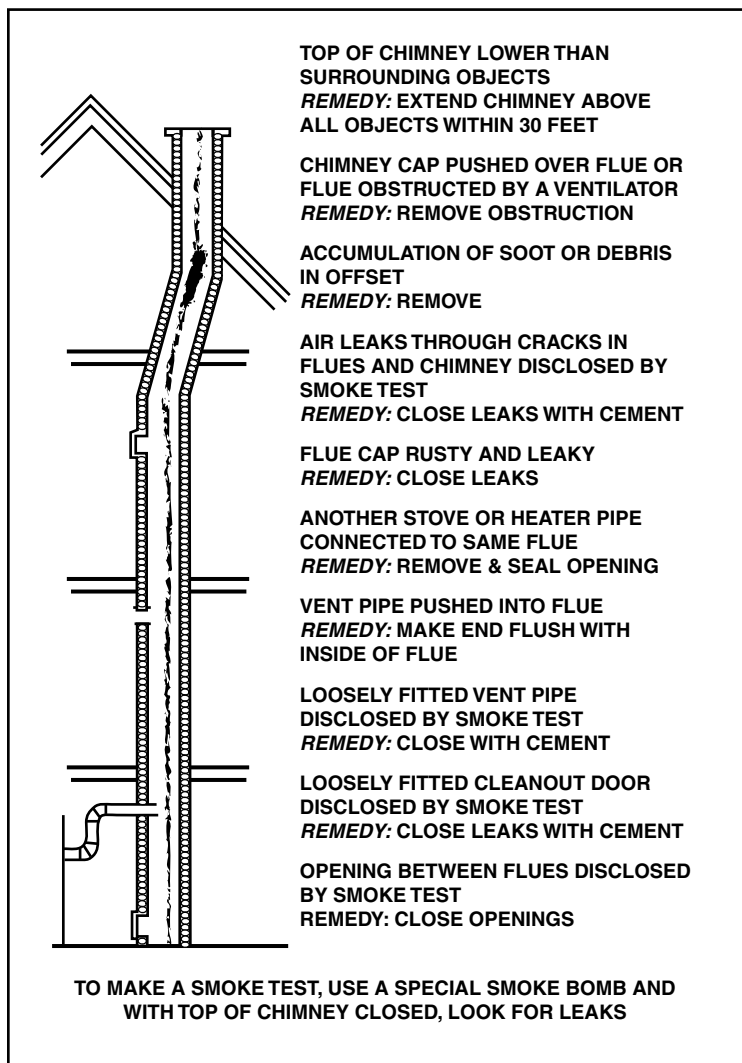 TOP OF CHIMNEY LOWER THAN
SURROUNDING OBJECTS
REMEDY: EXTEND CHIMNEY ABOVE
ALL OBJECTS WITHIN 30 FEET
CHIMNEY CAP PUSHED OVER FLUE OR
FLUE OBSTRUCTED BY A VENTILATOR
REMEDY: REMOVE OBSTRUCTION
ACCUMULATION OF SOOT OR DEBRIS
IN OFFSET
REMEDY: REMOVE
AIR LEAKS THROUGH CRACKS IN
FLUES AND CHIMNEY DISCLOSED BY
SMOKE TEST
REMEDY: CLOSE LEAKS WITH CEMENT
FLUE CAP RUSTY AND LEAKY
REMEDY: CLOSE LEAKS
ANOTHER STOVE OR HEATER PIPE
CONNECTED TO SAME FLUE
REMEDY: REMOVE & SEAL OPENING
VENT PIPE PUSHED INTO FLUE
REMEDY: MAKE END FLUSH WITH
INSIDE OF FLUE
LOOSELY FITTED VENT PIPE
DISCLOSED BY SMOKE TEST
REMEDY: CLOSE WITH CEMENT
LOOSELY FITTED CLEANOUT DOOR
DISCLOSED BY SMOKE TEST
REMEDY: CLOSE LEAKS WITH CEMENT
OPENING BETWEEN FLUES DISCLOSED
BY SMOKE TEST
REMEDY: CLOSE OPENINGS
TO MAKE A SMOKE TEST, USE A SPECIAL SMOKE BOMB AND
WITH TOP OF CHIMNEY CLOSED, LOOK FOR LEAKS